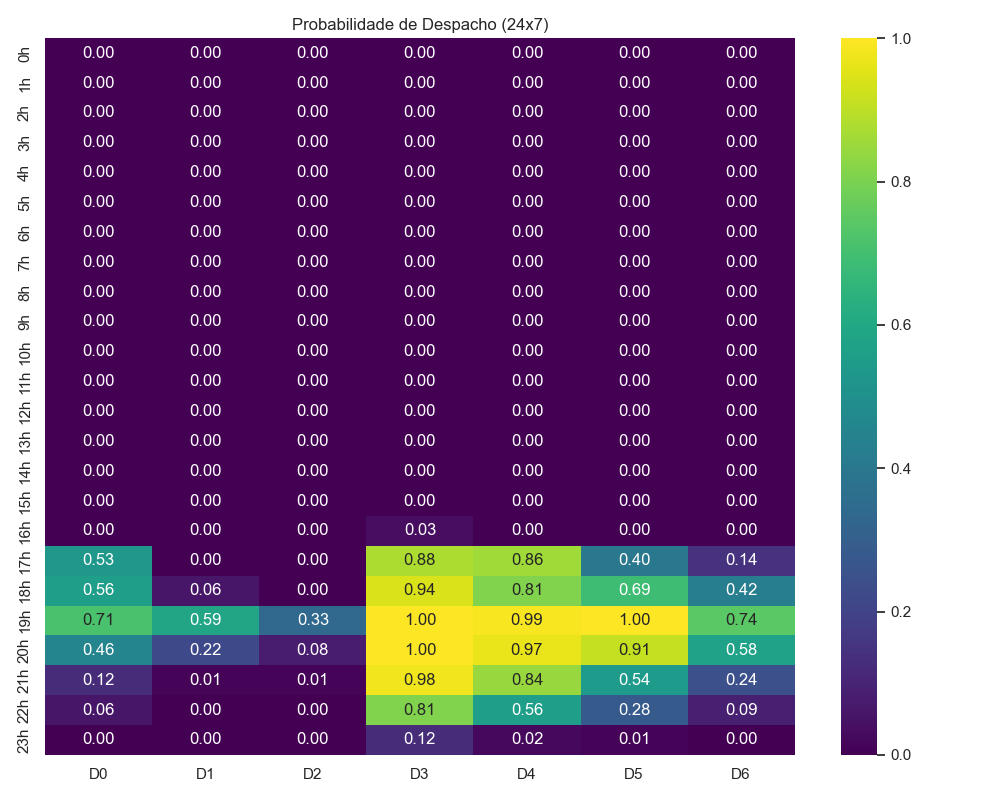 Probabilidade de Despacho (24x7)
0h 0.00 0.00 0.00 0.00 0.00 0.00 0.00
1h 0.00 0.00 0.00 0.00 0.00 0.00 0.00
2h 0.00 0.00 0.00 0.00 0.00 0.00 0.00
3h 0.00 0.00 0.00 0.00 0.00 0.00 0.00
4h 0.00 0.00 0.00 0.00 0.00 0.00 0.00
5h 0.00 0.00 0.00 0.00 0.00 0.00 0.00
6h 0.00 0.00 0.00 0.00 0.00 0.00 0.00
7h 0.00 0.00 0.00 0.00 0.00 0.00 0.00
8h 0.00 0.00 0.00 0.00 0.00 0.00 0.00
9h 0.00 0.00 0.00 0.00 0.00 0.00 0.00
10h 0.00 0.00 0.00 0.00 0.00 0.00 0.00
11h 0.00 0.00 0.00 0.00 0.00 0.00 0.00
12h 0.00 0.00 0.00 0.00 0.00 0.00 0.00
13h 0.00 0.00 0.00 0.00 0.00 0.00 0.00
14h 0.00 0.00 0.00 0.00 0.00 0.00 0.00
15h 0.00 0.00 0.00 0.00 0.00 0.00 0.00
16h 0.00 0.00 0.00 0.03 0.00 0.00 0.00
17h 0.53 0.00 0.00 0.88 0.86 0.40 0.14
18h 0.56 0.06 0.00 0.94 0.81 0.69 0.42
19h 0.71 0.59 0.33 1.00 0.99 1.00 0.74
20h 0.46 0.22 0.08 1.00 0.97 0.91 0.58
21h 0.12 0.01 0.01 0.98 0.84 0.54 0.24
22h 0.06 0.00 0.00 0.81 0.56 0.28 0.09
23h 0.00 0.00 0.00 0.12 0.02 0.01 0.00
D0 D1 D2 D3 D4 D5 D6
1.0
0.8
0.6
0.4
0.2
0.0